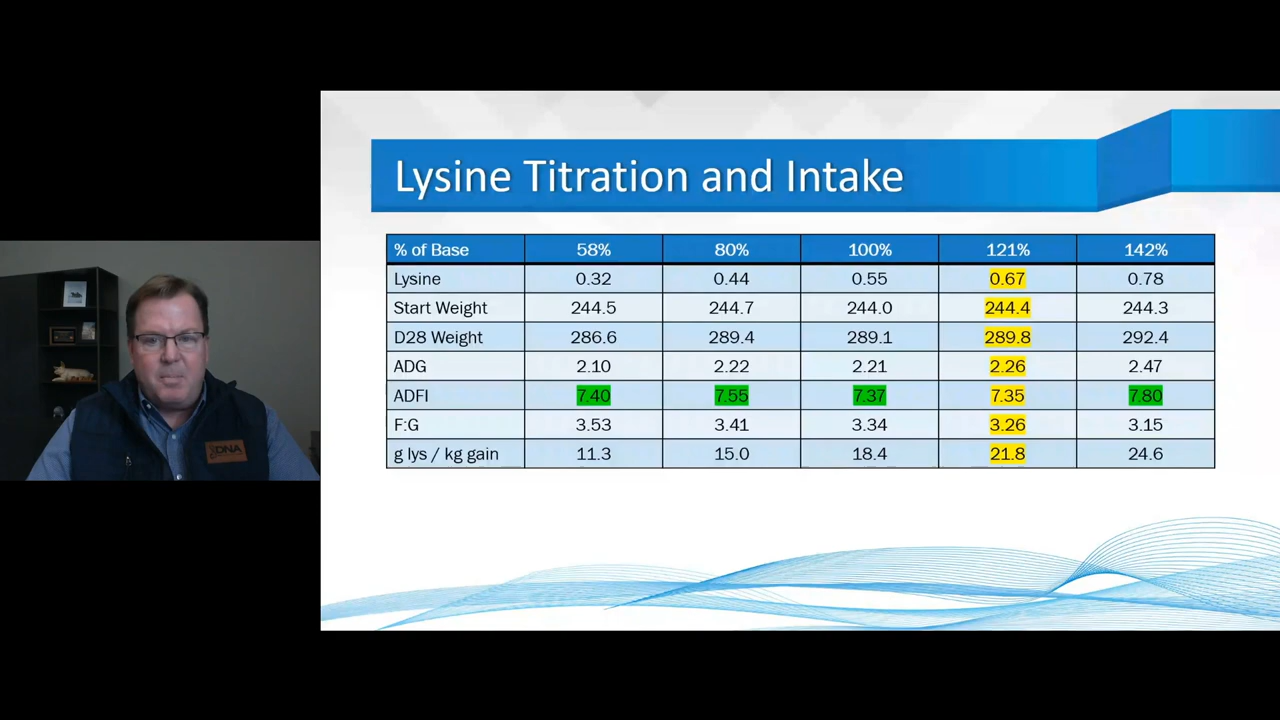 Lysine Titration and Intake
% of Base 58% 80% 100% 121% 142%
Lysine 0.32 0.44 0.55 0.67 0.78
Start Weight 244.5 244.7 244.0 244.4 244.3
D28 Weight 286.6 289.4 289.1 289.8 292.4
ADG 2.10 2.22 2.21 2.26 2.47
ADFI 7.40 7.55 7.37 7.35 7.80
F:G 3.53 3.41 3.34 3.26 3.15
g lys / kg gain 11.3 15.0 18.4 21.8 24.6
DNA